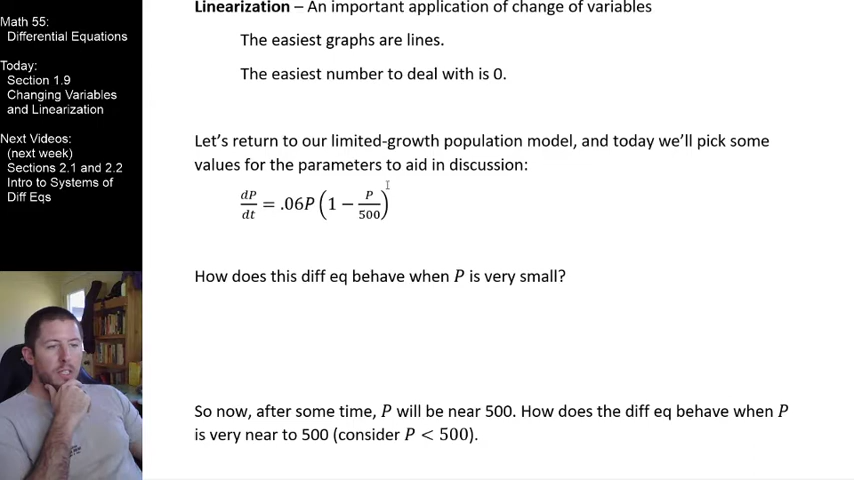 Math 55:
Differential Equations
Today:
Section 1.9
Changing Variables
and Linearization
Next Videos:
(next week)
Sections 2.1 and 2.2
Intro to Systems of
Diff Eqs
Linearization – An important application of change of variables
The easiest graphs are lines.
The easiest number to deal with is 0.
Let's return to our limited-growth population model, and today we'll pick some
values for the parameters to aid in discussion:
dP/dt = .06P (1 − P/500)
How does this diff eq behave when P is very small?
So now, after some time, P will be near 500. How does the diff eq behave when P
is very near to 500 (consider P < 500).